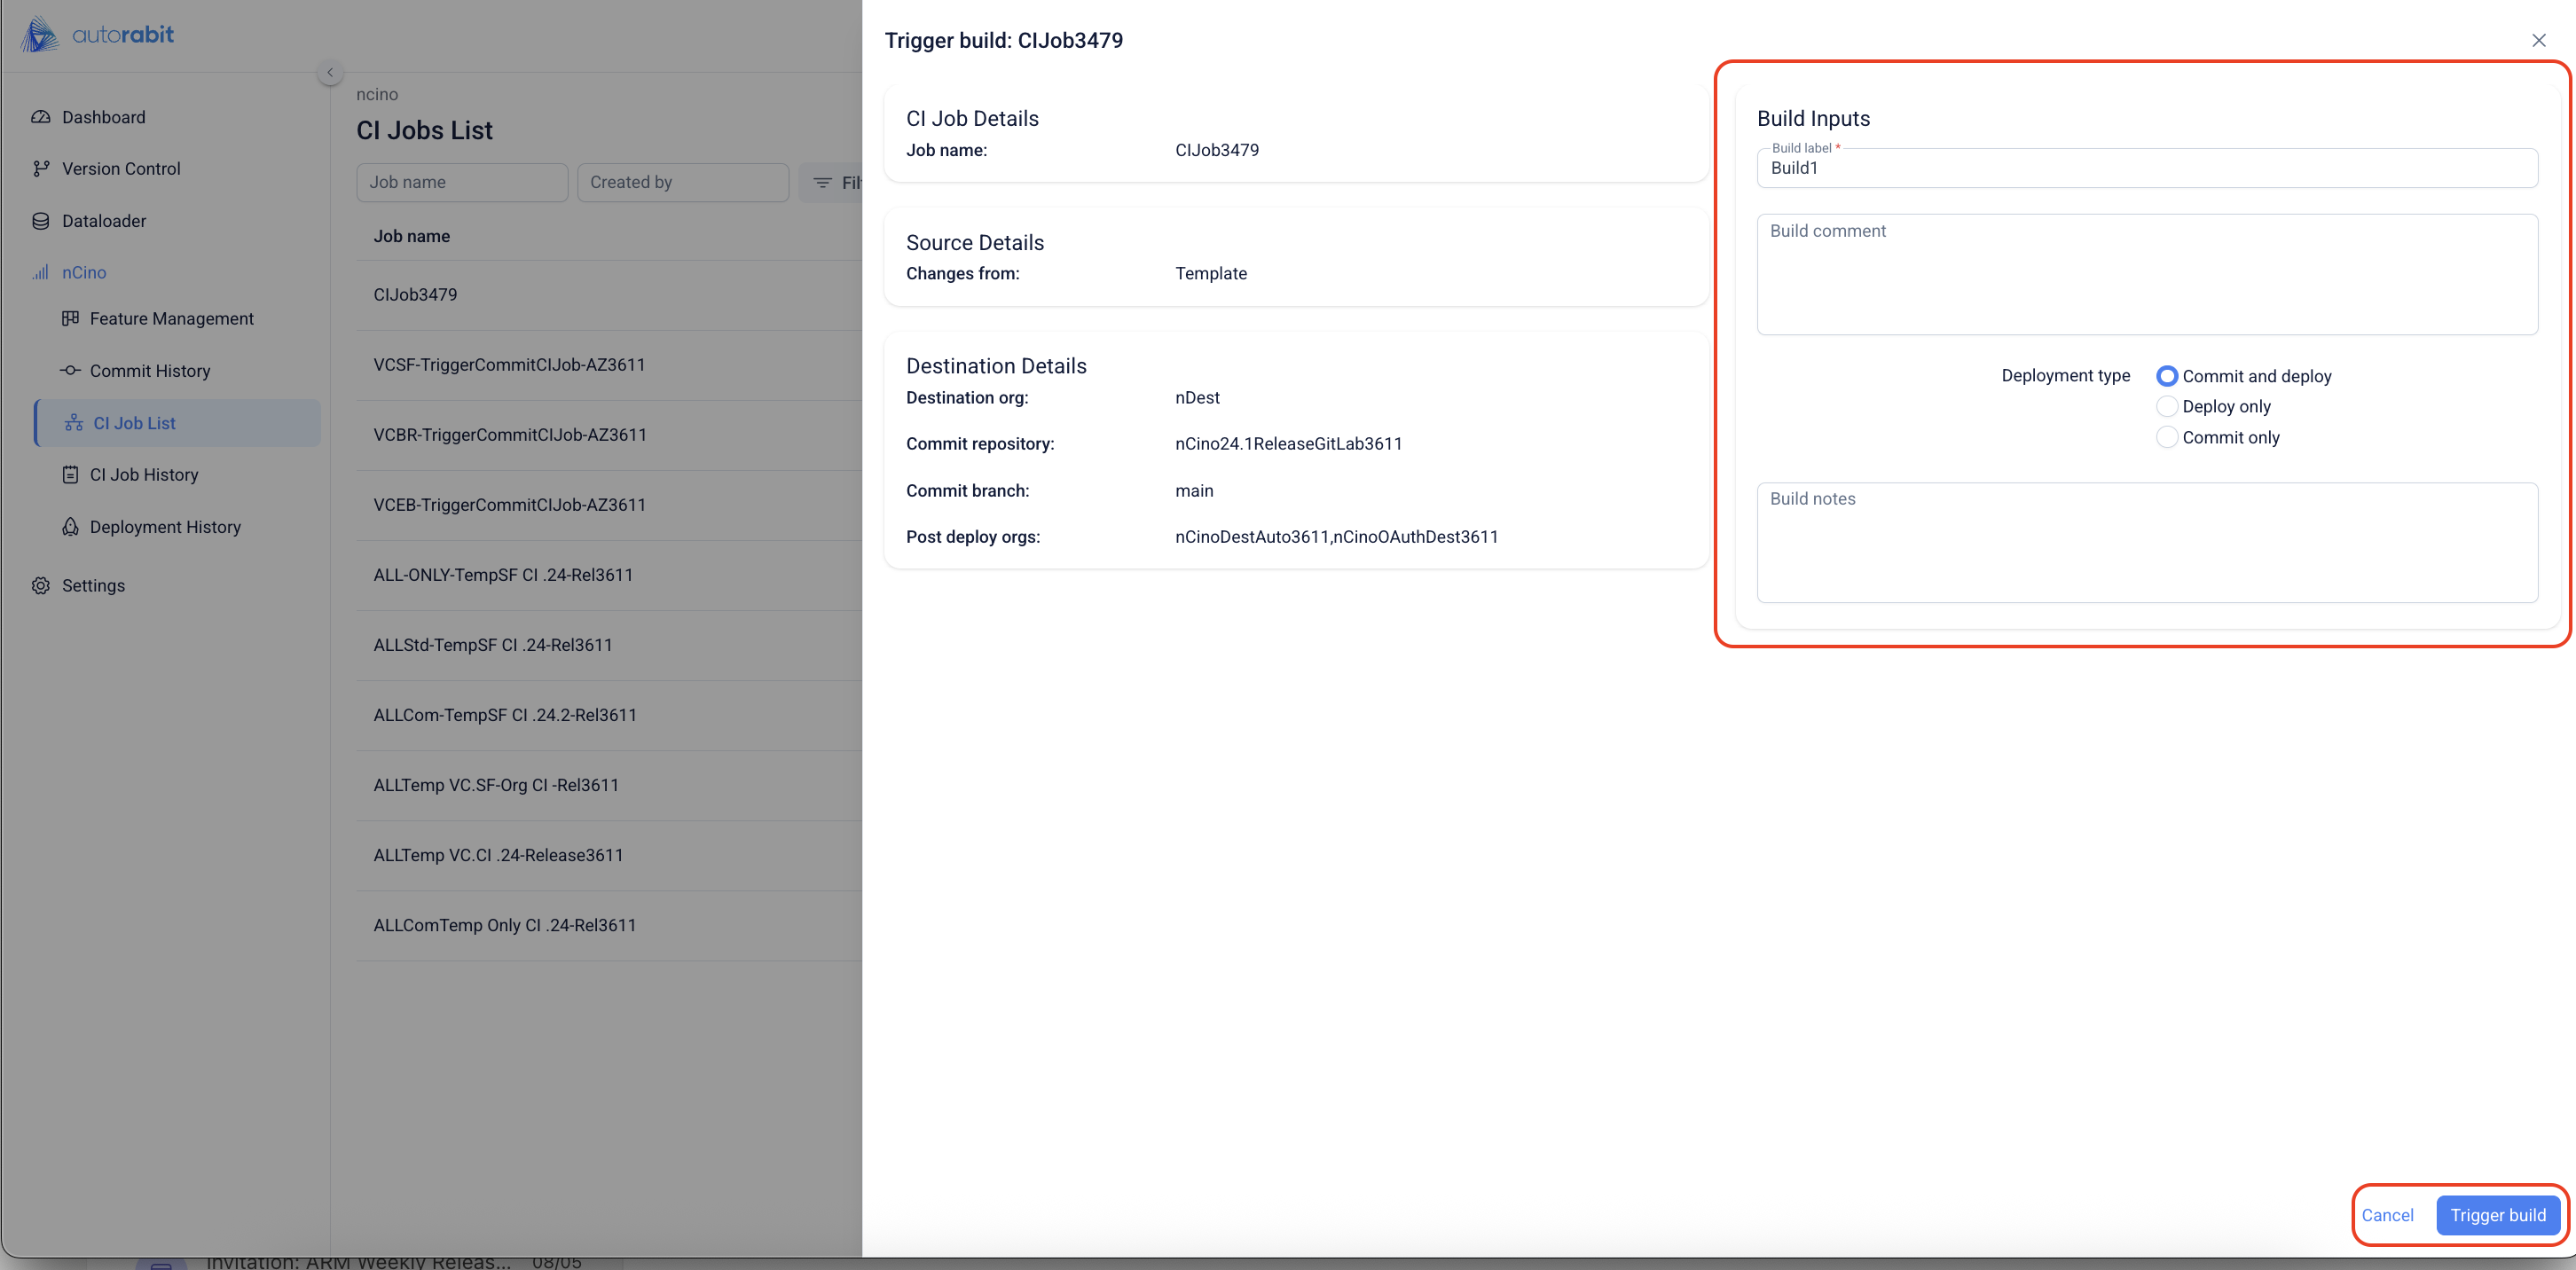 autorabit
Dashboard
Version Control
Dataloader
nCino
Feature Management
Commit History
CI Job List
CI Job History
Deployment History
Settings
ncino
CI Jobs List
Job name
Created by
Job name
CIJob3479
VCSF-TriggerCommitCIJob-AZ3611
VCBR-TriggerCommitCIJob-AZ3611
VCEB-TriggerCommitCIJob-AZ3611
ALL-ONLY-TempSF CI .24-Rel3611
ALLStd-TempSF CI .24-Rel3611
ALLCom-TempSF CI .24.2-Rel3611
ALLTemp VC.SF-Org CI -Rel3611
ALLTemp VC.CI .24-Release3611
ALLComTemp Only CI .24-Rel3611
Trigger build: CIJob3479
CI Job Details
Job name: CIJob3479
Source Details
Changes from: Template
Destination Details
Destination org: nDest
Commit repository: nCino24.1ReleaseGitLab3611
Commit branch: main
Post deploy orgs: nCinoDestAuto3611,nCinoOAuthDest3611
Build Inputs
Build label *
Build1
Build comment
Deployment type Commit and deploy
Deploy only
Commit only
Build notes
Cancel Trigger build
Invitation: ARM Weekly Releas... 08/05